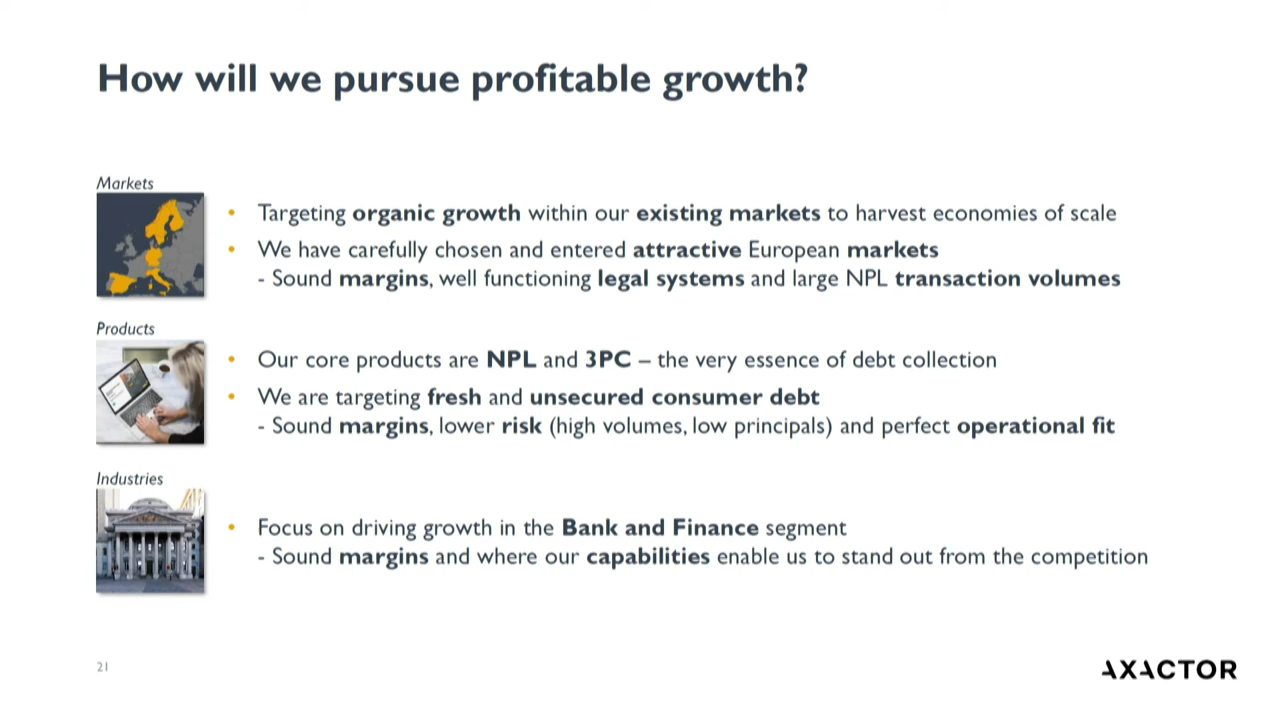 How will we pursue profitable growth?
Markets
• Targeting organic growth within our existing markets to harvest economies of scale
• We have carefully chosen and entered attractive European markets
- Sound margins, well functioning legal systems and large NPL transaction volumes
Products
• Our core products are NPL and 3PC – the very essence of debt collection
• We are targeting fresh and unsecured consumer debt
- Sound margins, lower risk (high volumes, low principals) and perfect operational fit
Industries
• Focus on driving growth in the Bank and Finance segment
- Sound margins and where our capabilities enable us to stand out from the competition
21
AXACTOR